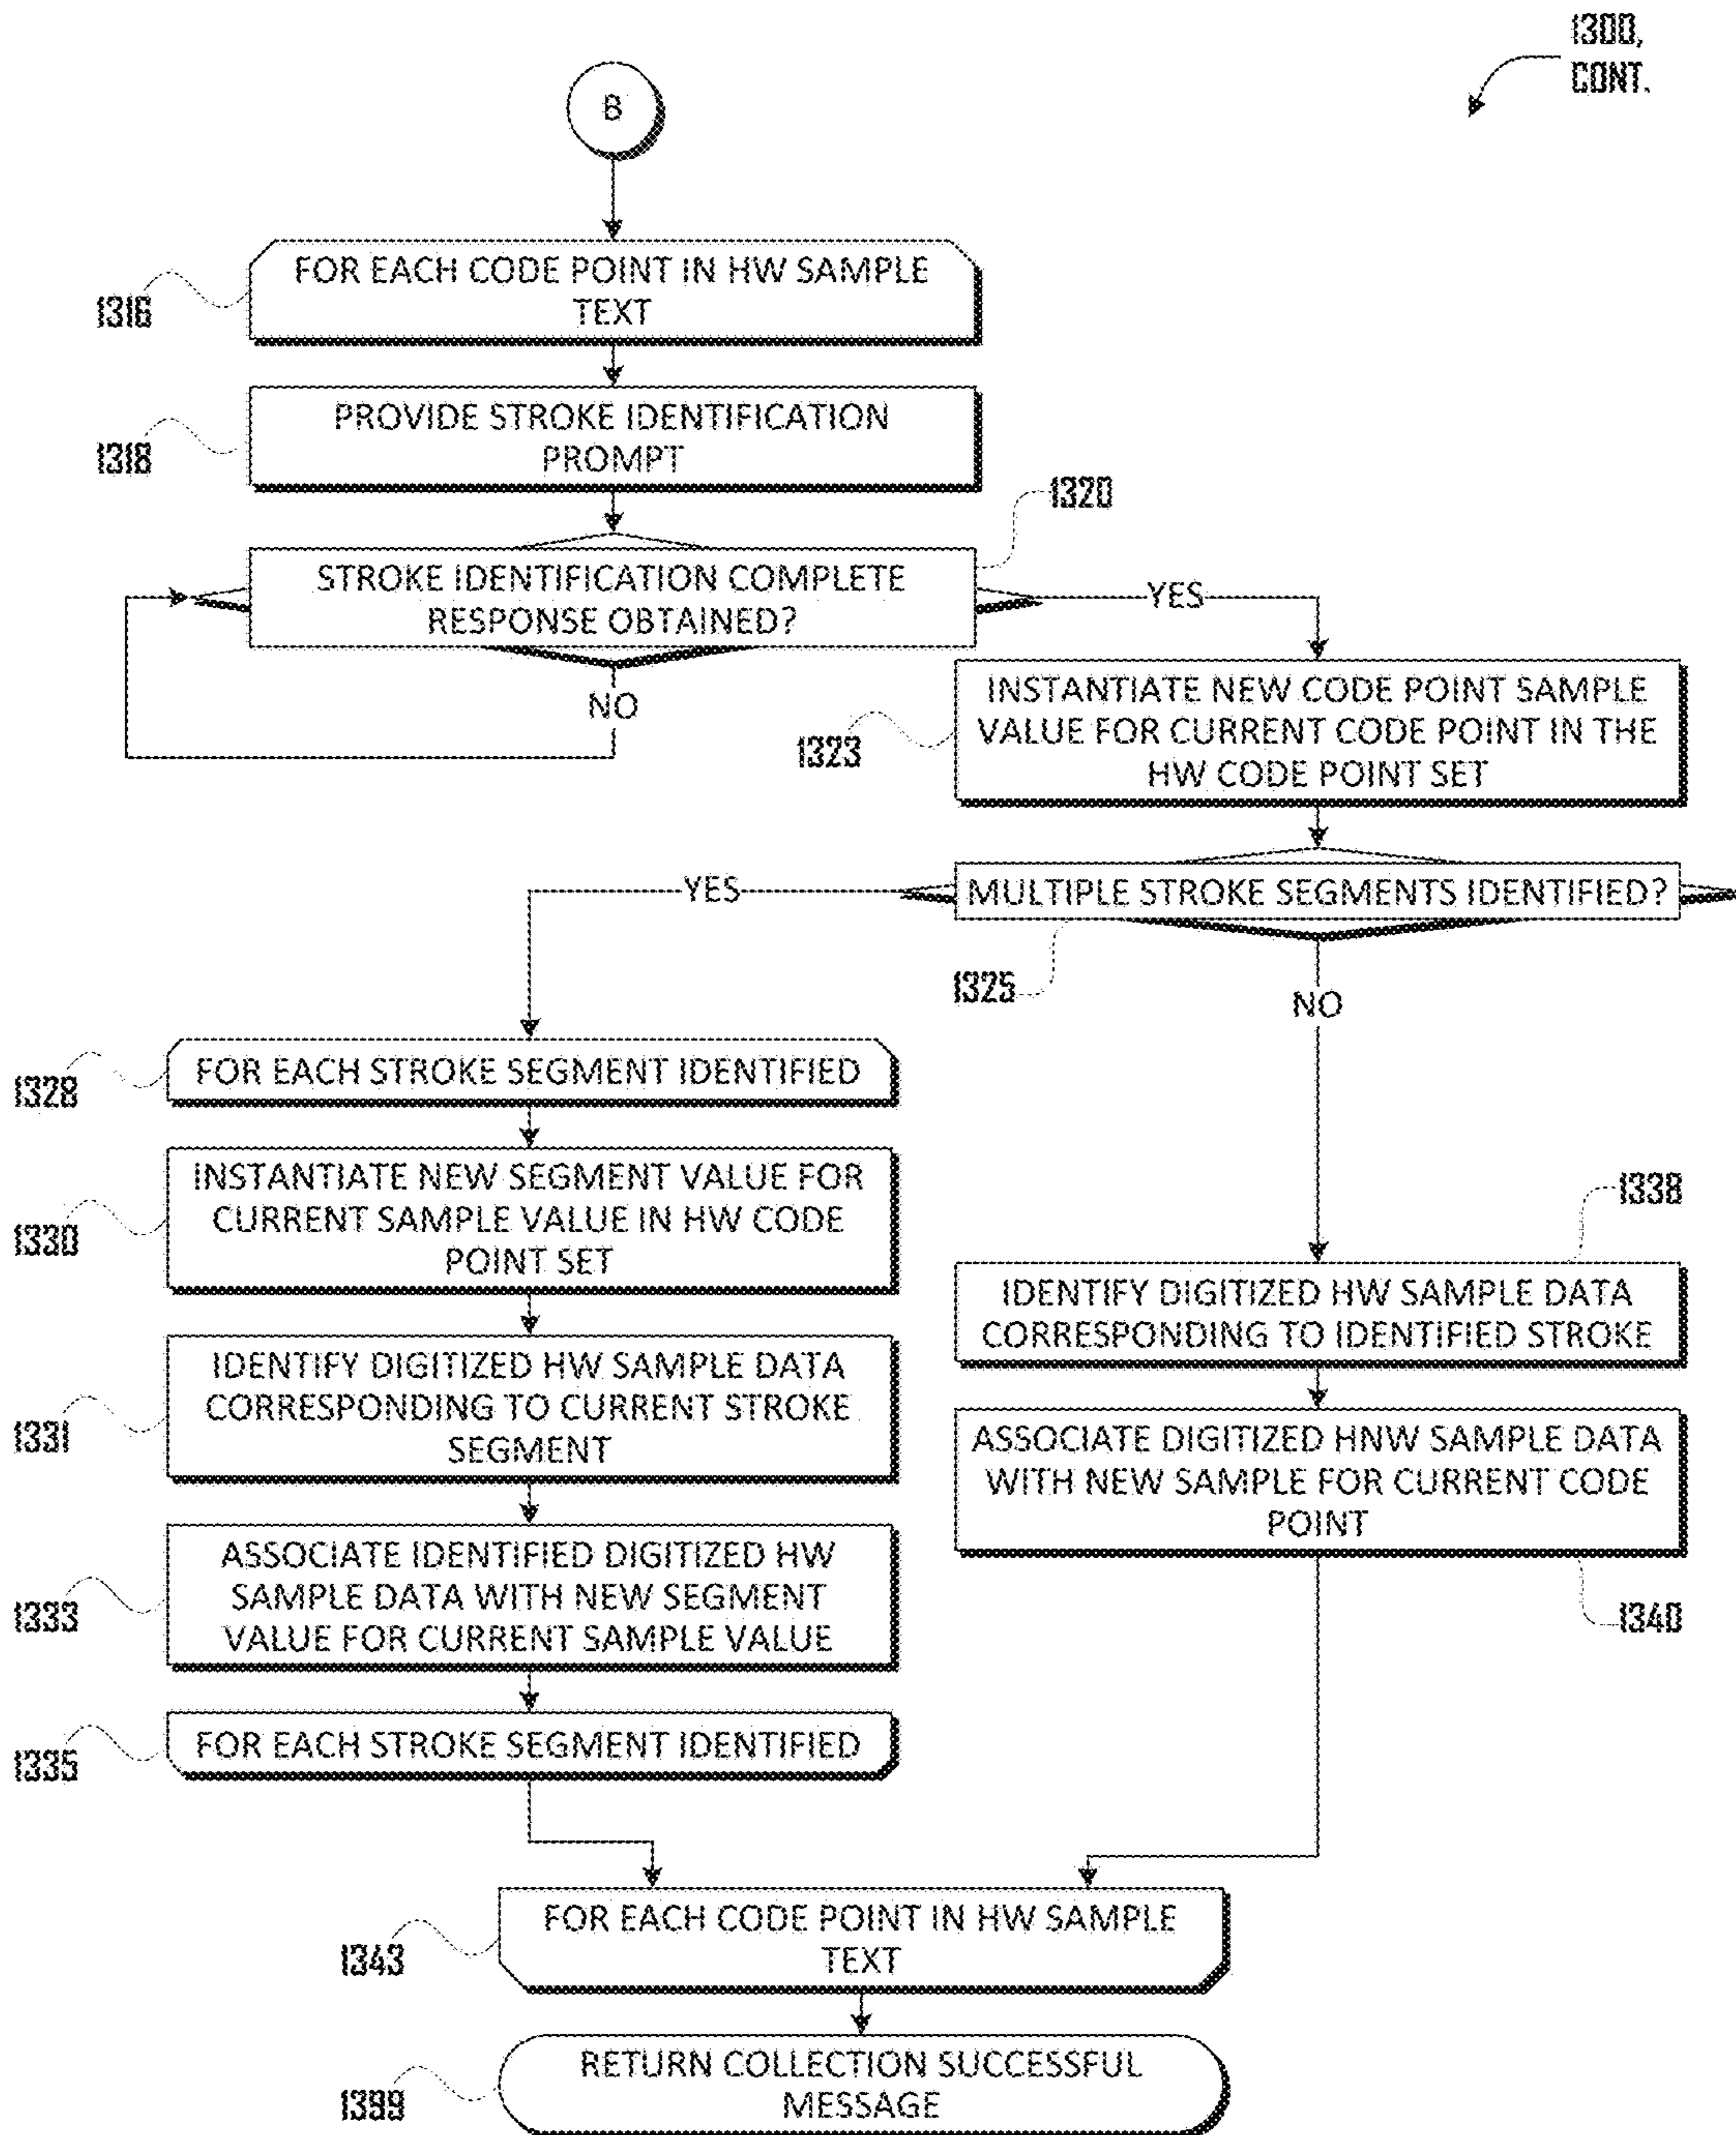 1300,
CONT.
B
FOR EACH CODE POINT IN HW SAMPLE
TEXT
1316
PROVIDE STROKE IDENTIFICATION
PROMPT
1318
1320
STROKE IDENTIFICATION COMPLETE
RESPONSE OBTAINED?
YES
NO
INSTANTIATE NEW CODE POINT SAMPLE
VALUE FOR CURRENT CODE POINT IN THE
HW CODE POINT SET
1323
MULTIPLE STROKE SEGMENTS IDENTIFIED?
YES
1325
NO
FOR EACH STROKE SEGMENT IDENTIFIED
1328
INSTANTIATE NEW SEGMENT VALUE FOR
CURRENT SAMPLE VALUE IN HW CODE
POINT SET
1330
1338
IDENTIFY DIGITIZED HW SAMPLE DATA
CORRESPONDING TO IDENTIFIED STROKE
IDENTIFY DIGITIZED HW SAMPLE DATA
CORRESPONDING TO CURRENT STROKE
SEGMENT
1331
ASSOCIATE DIGITIZED HNW SAMPLE DATA
WITH NEW SAMPLE FOR CURRENT CODE
POINT
1340
ASSOCIATE IDENTIFIED DIGITIZED HW
SAMPLE DATA WITH NEW SEGMENT
VALUE FOR CURRENT SAMPLE VALUE
1333
FOR EACH STROKE SEGMENT IDENTIFIED
1335
FOR EACH CODE POINT IN HW SAMPLE
TEXT
1343
RETURN COLLECTION SUCCESSFUL
MESSAGE
1399